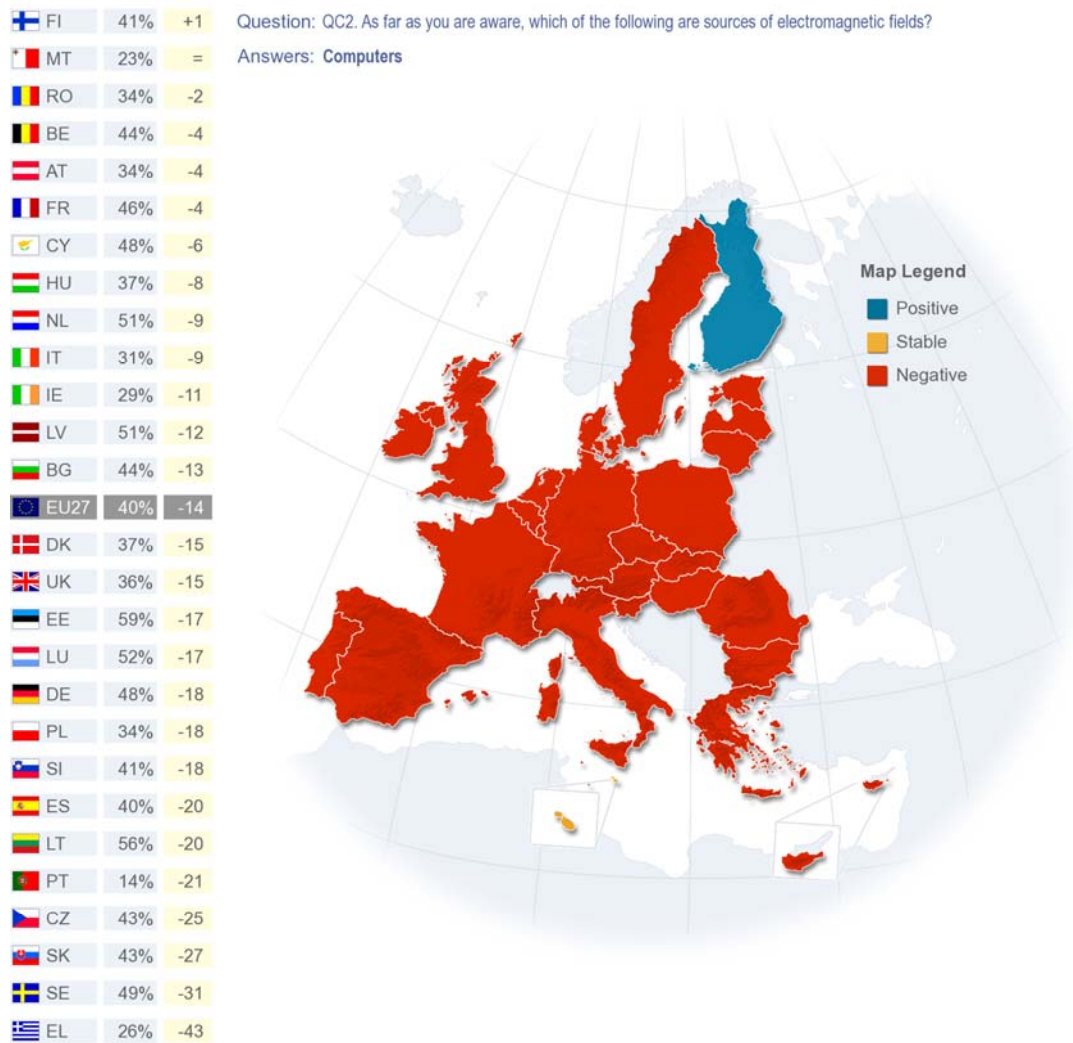 Question: QC2. As far as you are aware, which of the following are sources of electromagnetic fields?
Answers: Computers
FI 41% +1
MT 23% =
RO 34% -2
BE 44% -4
AT 34% -4
FR 46% -4
CY 48% -6
HU 37% -8
NL 51% -9
IT 31% -9
IE 29% -11
LV 51% -12
BG 44% -13
EU27 40% -14
DK 37% -15
UK 36% -15
EE 59% -17
LU 52% -17
DE 48% -18
PL 34% -18
SI 41% -18
ES 40% -20
LT 56% -20
PT 14% -21
CZ 43% -25
SK 43% -27
SE 49% -31
EL 26% -43
Map Legend
Positive
Stable
Negative